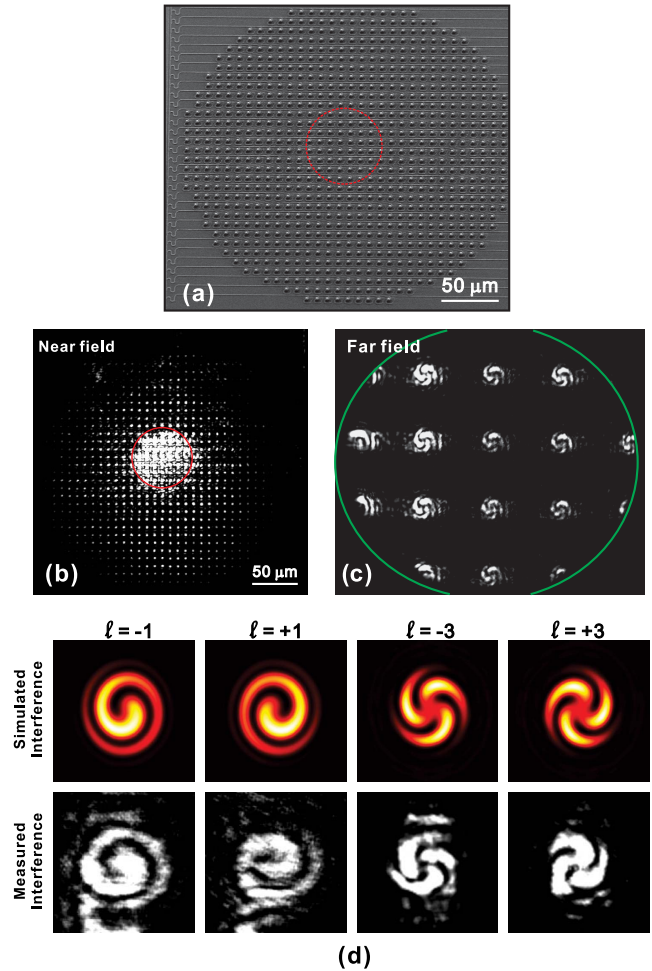 (a)
50 μm
Near field
(b)
50 μm
Far field
(c)
ℓ = -1
ℓ = +1
ℓ = -3
ℓ = +3
Simulated
Interference
Measured
Interference
(d)